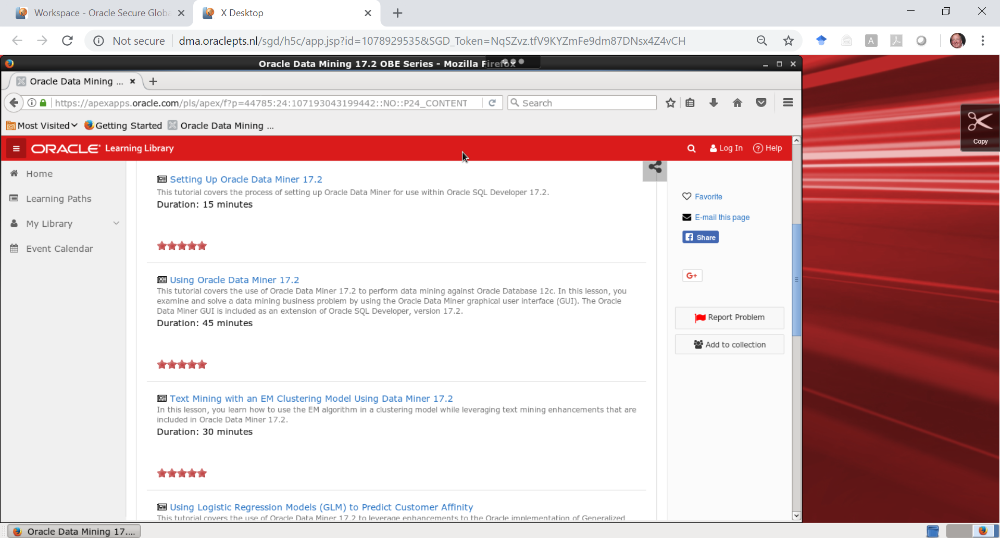 Workspace - Oracle Secure Globa
X Desktop
Not secure
dma.oraclepts.nl/sgd/h5c/app.jsp?id=1078929535&SGD_Token=NqSZvz.tfV9KYZmFe9dm87DNsx4Z4vCH
A
Oracle Data Mining 17.2 OBE Series - Mozilla Firefox
Oracle Data Mining ...
https://apexapps.oracle.com/pls/apex/f?p=44785:24:107193043199442::NO::P24_CONTENT
Search
Most Visited
Getting Started
Oracle Data Mining ...
Copy
ORACLE Learning Library
Log In
Help
Home
Learning Paths
My Library
Event Calendar
Setting Up Oracle Data Miner 17.2
This tutorial covers the process of setting up Oracle Data Miner for use within Oracle SQL Developer 17.2.
Duration: 15 minutes
Using Oracle Data Miner 17.2
This tutorial covers the use of Oracle Data Miner 17.2 to perform data mining against Oracle Database 12c. In this lesson, you
examine and solve a data mining business problem by using the Oracle Data Miner graphical user interface (GUI). The Oracle
Data Miner GUI is included as an extension of Oracle SQL Developer, version 17.2.
Duration: 45 minutes
Text Mining with an EM Clustering Model Using Data Miner 17.2
In this lesson, you learn how to use the EM algorithm in a clustering model while leveraging text mining enhancements that are
included in Oracle Data Miner 17.2.
Duration: 30 minutes
Using Logistic Regression Models (GLM) to Predict Customer Affinity
This tutorial covers the use of Oracle Data Miner 17.2 to leverage enhancements to the Oracle implementation of Generalized
Favorite
E-mail this page
Share
G+
Report Problem
Add to collection
Oracle Data Mining 17....